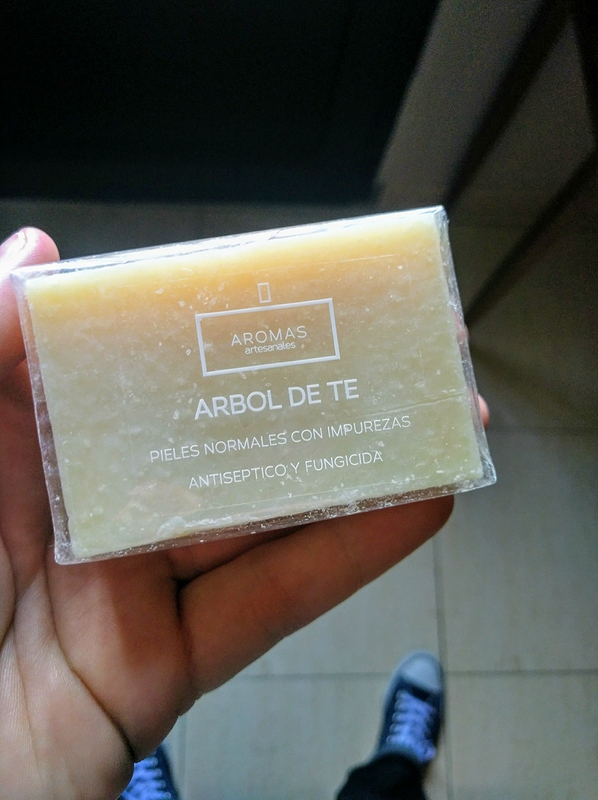 AROMAS
artesanales
ARBOL DE TE
PIELES NORMALES CON IMPUREZAS
ANTISEPTICO Y FUNGICIDA